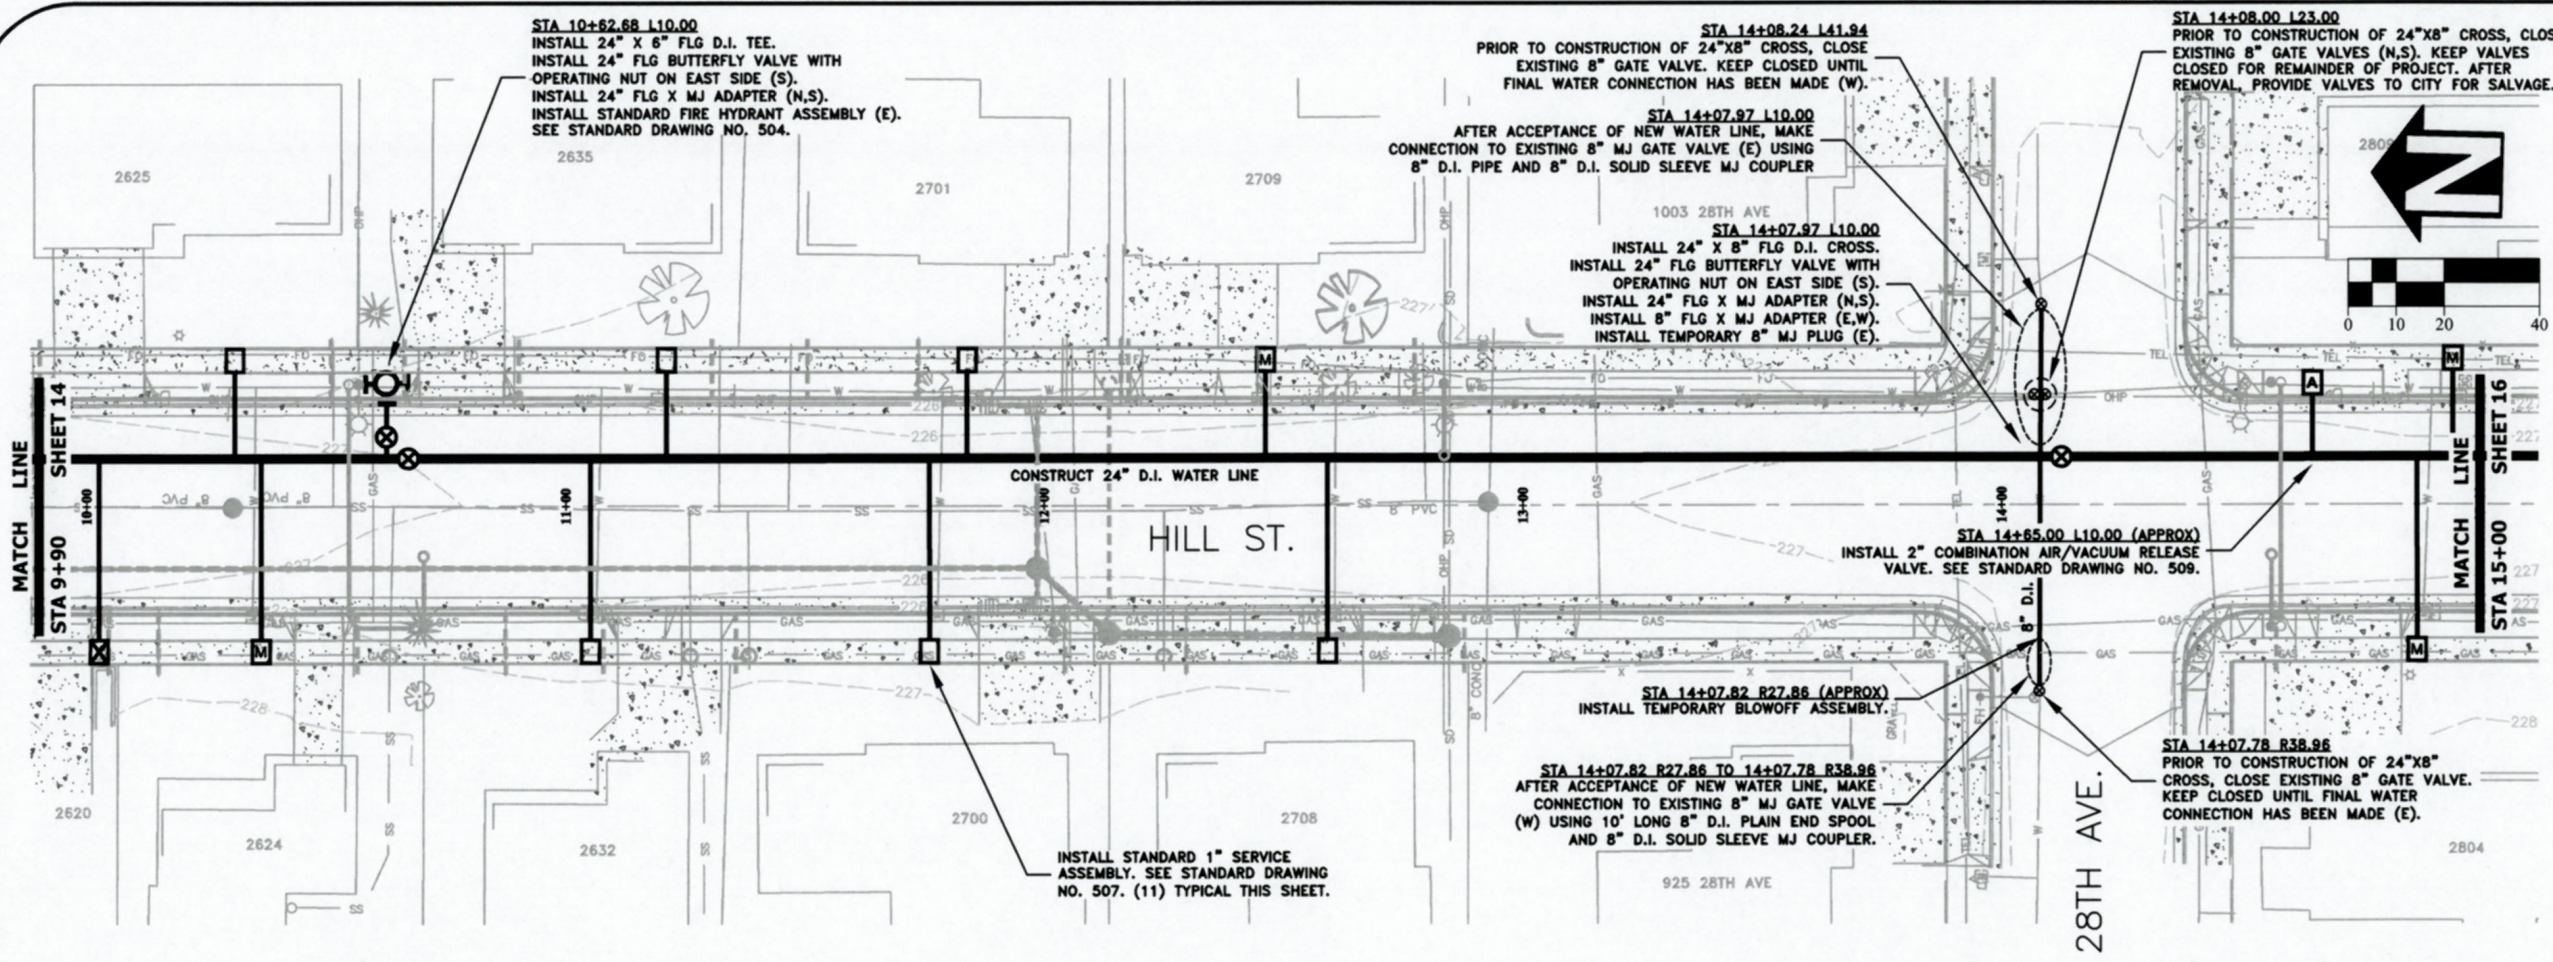 STA 10+62.68 L10.00
INSTALL 24" X 6" FLG D.I. TEE.
INSTALL 24" FLG BUTTERFLY VALVE WITH
OPERATING NUT ON EAST SIDE (S).
INSTALL 24" FLG X MJ ADAPTER (N,S).
INSTALL STANDARD FIRE HYDRANT ASSEMBLY (E).
SEE STANDARD DRAWING NO. 504.
STA 14+08.24 L41.94
PRIOR TO CONSTRUCTION OF 24"X8" CROSS, CLOSE
EXISTING 8" GATE VALVE. KEEP CLOSED UNTIL
FINAL WATER CONNECTION HAS BEEN MADE (W).
STA 14+07.97 L10.00
AFTER ACCEPTANCE OF NEW WATER LINE, MAKE
CONNECTION TO EXISTING 8" MJ GATE VALVE (E) USING
8" D.I. PIPE AND 8" D.I. SOLID SLEEVE MJ COUPLER
STA 14+07.97 L10.00
INSTALL 24" X 8" FLG D.I. CROSS.
INSTALL 24" FLG BUTTERFLY VALVE WITH
OPERATING NUT ON EAST SIDE (S).
INSTALL 24" FLG X MJ ADAPTER (N,S).
INSTALL 8" FLG X MJ ADAPTER (E,W).
INSTALL TEMPORARY 8" MJ PLUG (E).
STA 14+08.00 L23.00
PRIOR TO CONSTRUCTION OF 24"X8" CROSS, CLOS
EXISTING 8" GATE VALVES (N,S). KEEP VALVES
CLOSED FOR REMAINDER OF PROJECT. AFTER
REMOVAL, PROVIDE VALVES TO CITY FOR SALVAGE.
N
0 10 20 40
2625
2635
2701
2709
1003 28TH AVE
2809
MATCH LINE
STA 9+90 SHEET 14
10+00
11+00
12+00
13+00
14+00
CONSTRUCT 24" D.I. WATER LINE
HILL ST.
8" PVC
8" PVC
8" PVC
M
M
M
M
A
227
226
228
STA 14+65.00 L10.00 (APPROX)
INSTALL 2" COMBINATION AIR/VACUUM RELEASE
VALVE. SEE STANDARD DRAWING NO. 509.
8" D.I.
MATCH LINE
STA 15+00 SHEET 16
STA 14+07.82 R27.86 (APPROX)
INSTALL TEMPORARY BLOWOFF ASSEMBLY.
STA 14+07.82 R27.86 TO 14+07.78 R38.96
AFTER ACCEPTANCE OF NEW WATER LINE, MAKE
CONNECTION TO EXISTING 8" MJ GATE VALVE
(W) USING 10' LONG 8" D.I. PLAIN END SPOOL
AND 8" D.I. SOLID SLEEVE MJ COUPLER.
STA 14+07.78 R38.96
PRIOR TO CONSTRUCTION OF 24"X8"
CROSS, CLOSE EXISTING 8" GATE VALVE.
KEEP CLOSED UNTIL FINAL WATER
CONNECTION HAS BEEN MADE (E).
INSTALL STANDARD 1" SERVICE
ASSEMBLY. SEE STANDARD DRAWING
NO. 507. (11) TYPICAL THIS SHEET.
8" CONC
2620
2624
2632
2700
2708
925 28TH AVE
28TH AVE.
2804